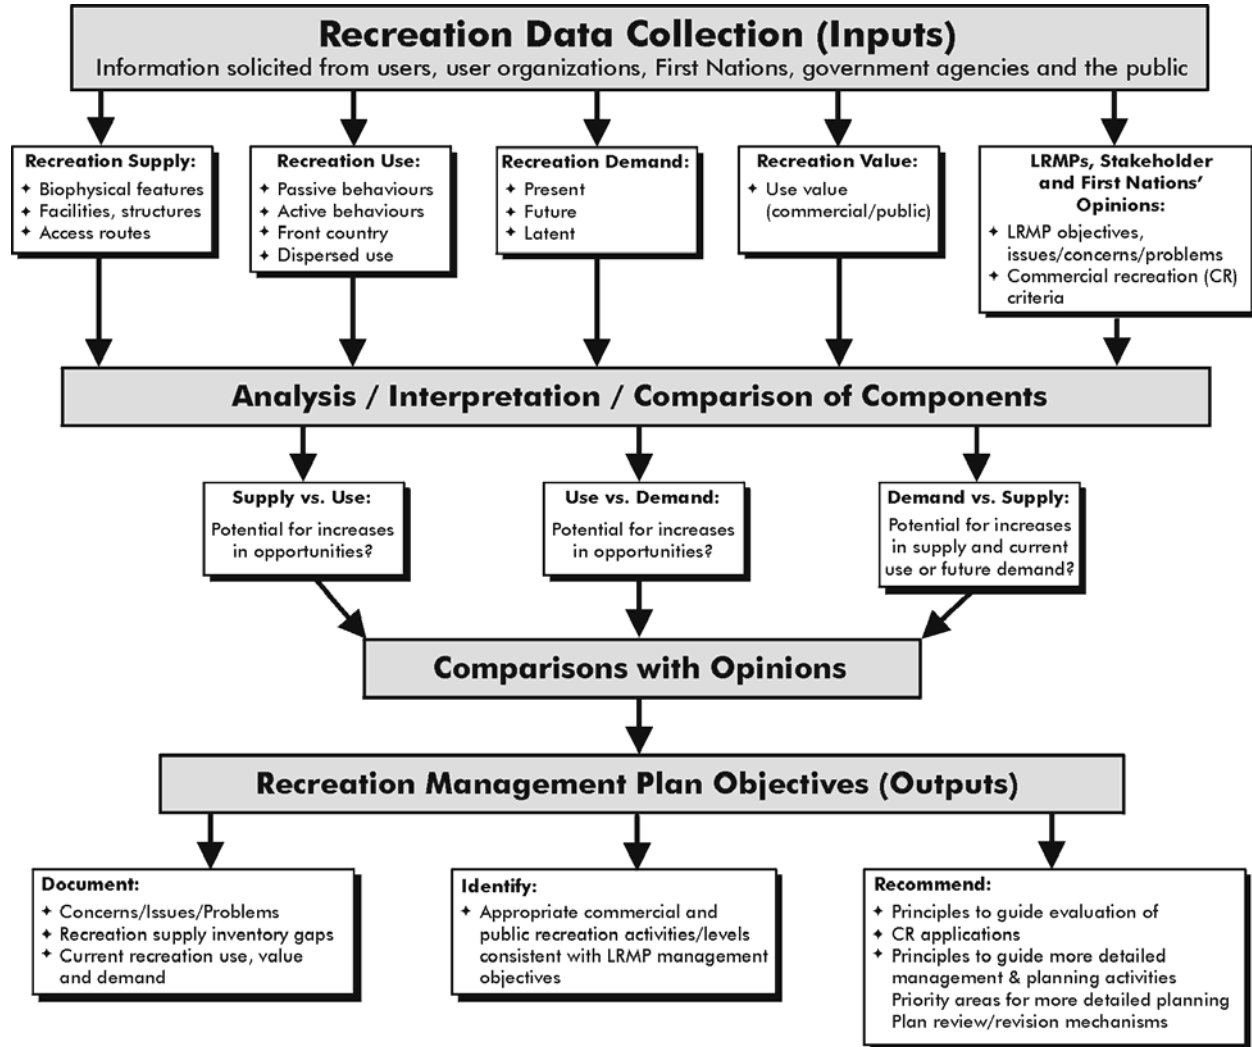 Recreation Data Collection (Inputs)
Information solicited from users, user organizations, First Nations, government agencies and the public
Recreation Supply:
✦ Biophysical features
✦ Facilities, structures
✦ Access routes
Recreation Use:
✦ Passive behaviours
✦ Active behaviours
✦ Front country
✦ Dispersed use
Recreation Demand:
✦ Present
✦ Future
✦ Latent
Recreation Value:
✦ Use value
(commercial/public)
LRMPs, Stakeholder
and First Nations'
Opinions:
✦ LRMP objectives,
issues/concerns/problems
✦ Commercial recreation (CR)
criteria
Analysis / Interpretation / Comparison of Components
Supply vs. Use:
Potential for increases
in opportunities?
Use vs. Demand:
Potential for increases
in opportunities?
Demand vs. Supply:
Potential for increases
in supply and current
use or future demand?
Comparisons with Opinions
Recreation Management Plan Objectives (Outputs)
Document:
✦ Concerns/Issues/Problems
✦ Recreation supply inventory gaps
✦ Current recreation use, value
and demand
Identify:
✦ Appropriate commercial and
public recreation activities/levels
consistent with LRMP management
objectives
Recommend:
✦ Principles to guide evaluation of
✦ CR applications
✦ Principles to guide more detailed
management & planning activities
Priority areas for more detailed planning
Plan review/revision mechanisms